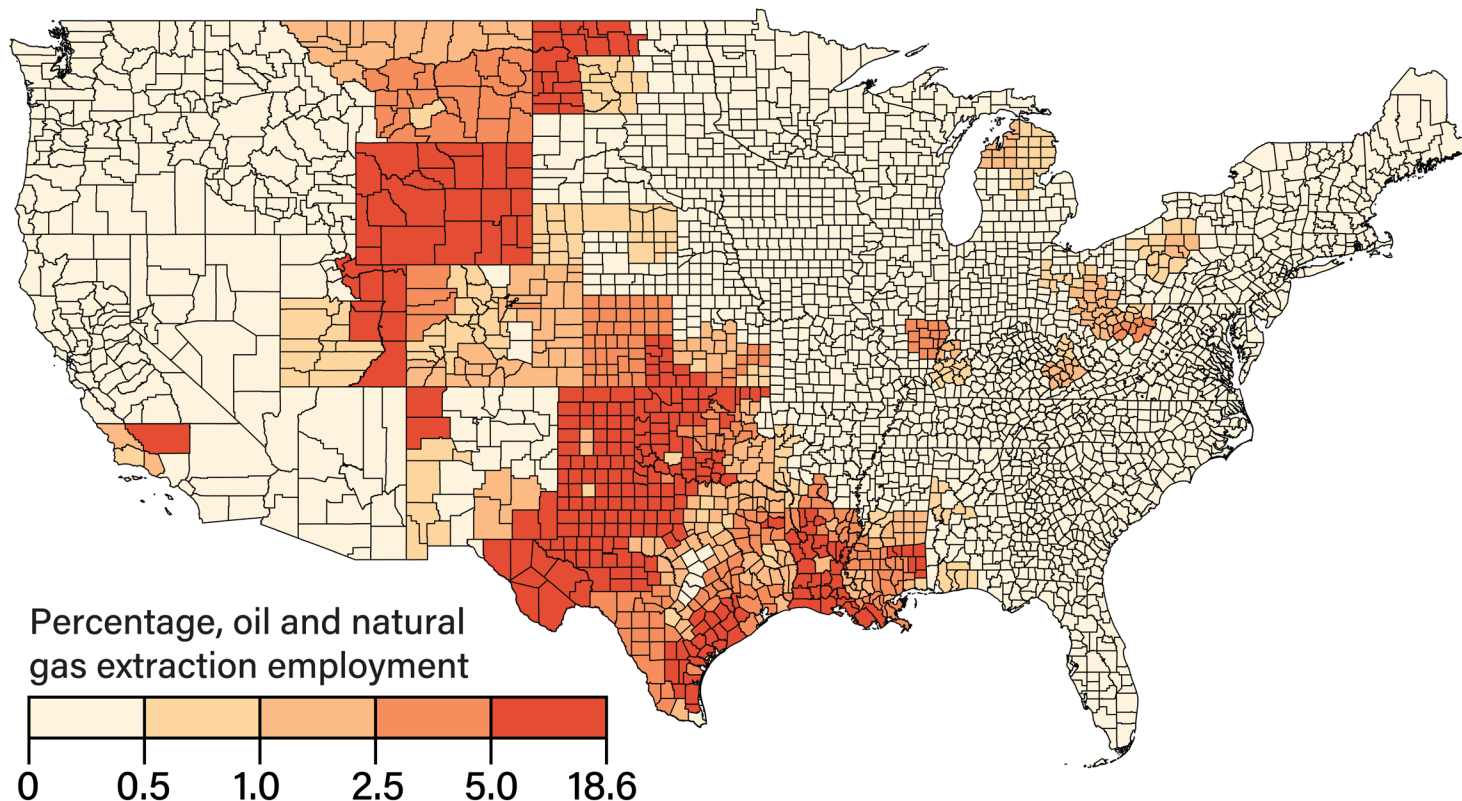 Percentage, oil and natural
gas extraction employment
0 0.5 1.0 2.5 5.0 18.6